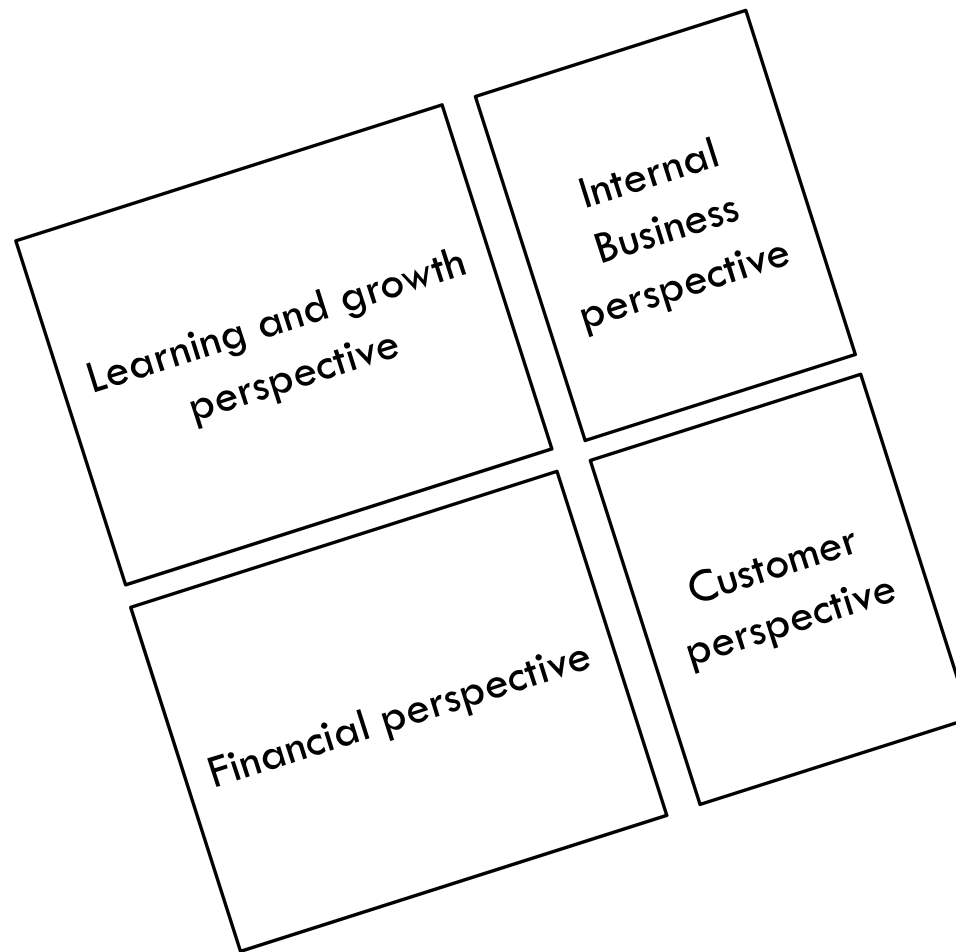 Learning and growth
perspective
Internal
Business
perspective
Financial perspective
Customer
perspective